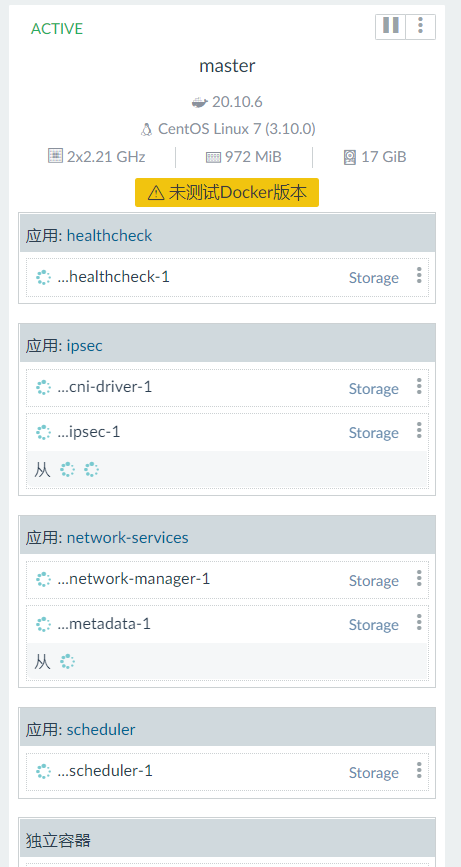 ACTIVE
master
20.10.6
CentOS Linux 7 (3.10.0)
2x2.21 GHz 972 MiB 17 GiB
未测试Docker版本
应用: healthcheck
...healthcheck-1 Storage
应用: ipsec
...cni-driver-1 Storage
...ipsec-1 Storage
从
应用: network-services
...network-manager-1 Storage
...metadata-1 Storage
从
应用: scheduler
...scheduler-1 Storage
独立容器